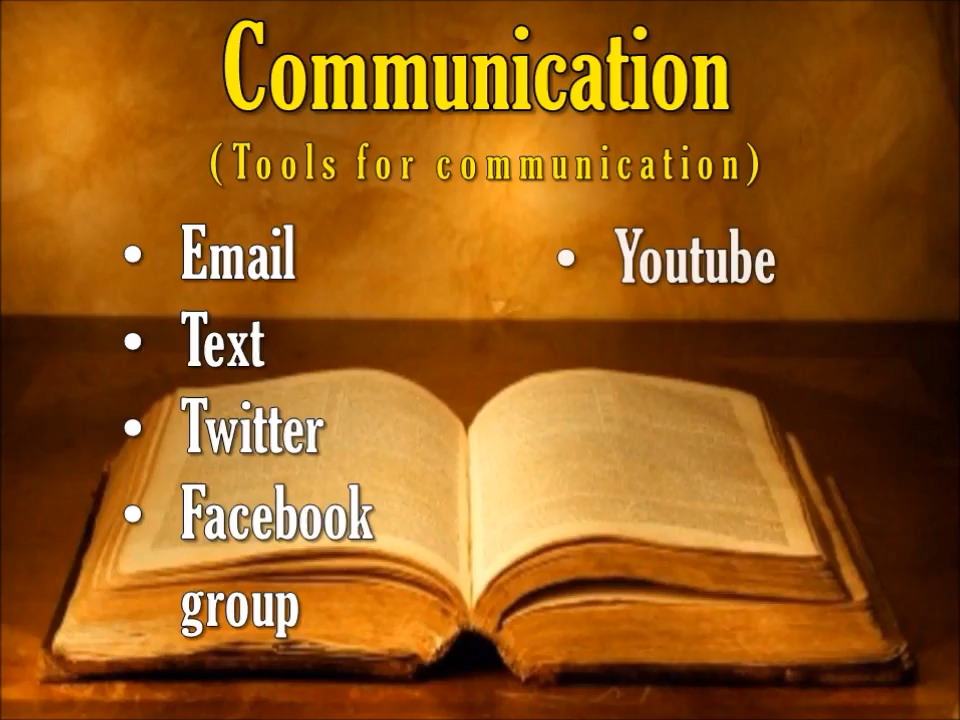 Communication
(Tools for communication)
• Email
• Text
• Twitter
• Facebook
group
• Youtube